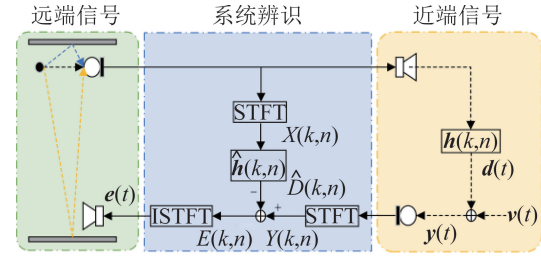 远端信号
系统辨识
近端信号
STFT
X(k,n)
ĥ(k,n)
h(k,n)
d(t)
D̂(k,n)
−
+
e(t)
ISTFT
STFT
E(k,n)
Y(k,n)
y(t)
v(t)